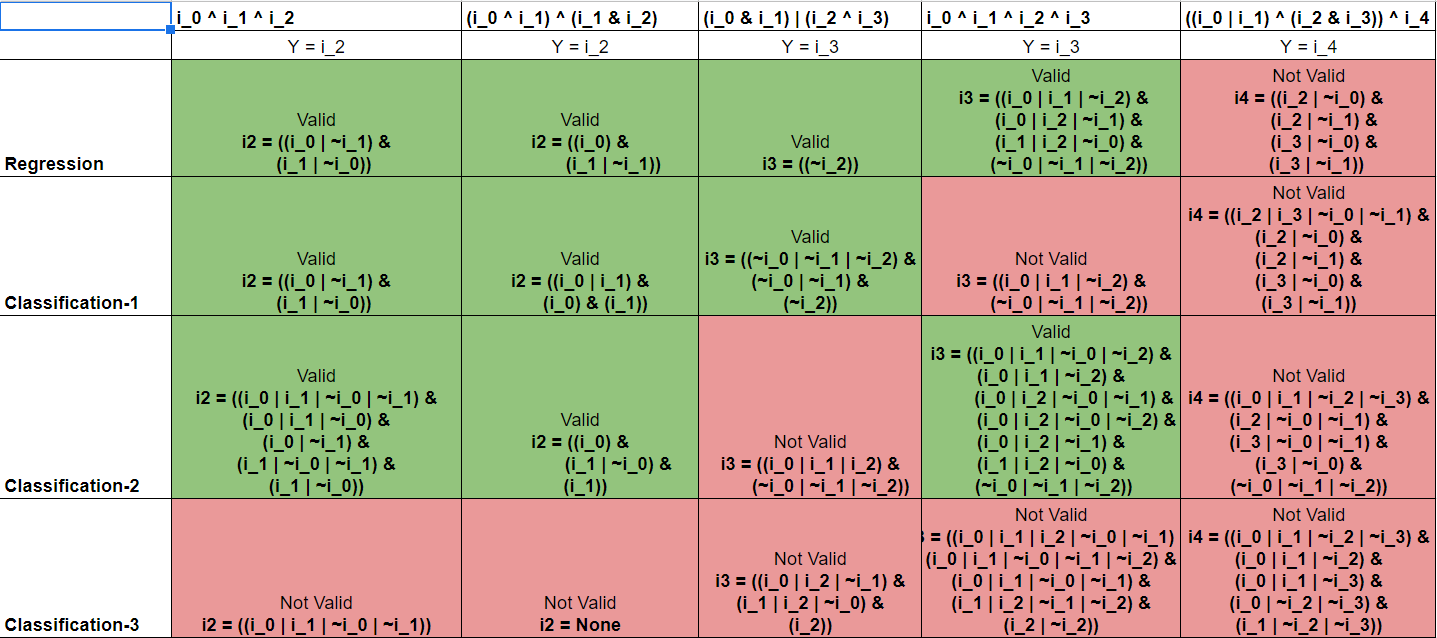 i_0 ^ i_1 ^ i_2
(i_0 ^ i_1) ^ (i_1 & i_2)
(i_0 & i_1) | (i_2 ^ i_3)
i_0 ^ i_1 ^ i_2 ^ i_3
((i_0 | i_1) ^ (i_2 & i_3)) ^ i_4
Y = i_2
Y = i_2
Y = i_3
Y = i_3
Y = i_4
Regression
Valid
i2 = ((i_0 | ~i_1) &
(i_1 | ~i_0))
Valid
i2 = ((i_0) &
(i_1 | ~i_1))
Valid
i3 = ((~i_2))
Valid
i3 = ((i_0 | i_1 | ~i_2) &
(i_0 | i_2 | ~i_1) &
(i_1 | i_2 | ~i_0) &
(~i_0 | ~i_1 | ~i_2))
Not Valid
i4 = ((i_2 | ~i_0) &
(i_2 | ~i_1) &
(i_3 | ~i_0) &
(i_3 | ~i_1))
Classification-1
Valid
i2 = ((i_0 | ~i_1) &
(i_1 | ~i_0))
Valid
i2 = ((i_0 | i_1) &
(i_0) & (i_1))
Valid
i3 = ((~i_0 | ~i_1 | ~i_2) &
(~i_0 | ~i_1) &
(~i_2))
Not Valid
i3 = ((i_0 | i_1 | ~i_2) &
(~i_0 | ~i_1 | ~i_2))
Not Valid
i4 = ((i_2 | i_3 | ~i_0 | ~i_1) &
(i_2 | ~i_0) &
(i_2 | ~i_1) &
(i_3 | ~i_0) &
(i_3 | ~i_1))
Classification-2
Valid
i2 = ((i_0 | i_1 | ~i_0 | ~i_1) &
(i_0 | i_1 | ~i_0) &
(i_0 | ~i_1) &
(i_1 | ~i_0 | ~i_1) &
(i_1 | ~i_0))
Valid
i2 = ((i_0) &
(i_1 | ~i_0) &
(i_1))
Not Valid
i3 = ((i_0 | i_1 | i_2) &
(~i_0 | ~i_1 | ~i_2))
Valid
i3 = ((i_0 | i_1 | ~i_0 | ~i_2) &
(i_0 | i_1 | ~i_2) &
(i_0 | i_2 | ~i_0 | ~i_1) &
(i_0 | i_2 | ~i_0 | ~i_2) &
(i_0 | i_2 | ~i_1) &
(i_1 | i_2 | ~i_0) &
(~i_0 | ~i_1 | ~i_2))
Not Valid
i4 = ((i_0 | i_1 | ~i_2 | ~i_3) &
(i_2 | ~i_0 | ~i_1) &
(i_3 | ~i_0 | ~i_1) &
(i_3 | ~i_0) &
(~i_0 | ~i_1 | ~i_2))
Classification-3
Not Valid
i2 = ((i_0 | i_1 | ~i_0 | ~i_1))
Not Valid
i2 = None
Not Valid
i3 = ((i_0 | i_2 | ~i_1) &
(i_1 | i_2 | ~i_0) &
(i_2))
Not Valid
= ((i_0 | i_1 | i_2 | ~i_0 | ~i_1)
(i_0 | i_1 | ~i_0 | ~i_1 | ~i_2) &
(i_0 | i_1 | ~i_0 | ~i_1) &
(i_1 | i_2 | ~i_1 | ~i_2) &
(i_2 | ~i_2))
Not Valid
i4 = ((i_0 | i_1 | ~i_2 | ~i_3) &
(i_0 | i_1 | ~i_2) &
(i_0 | i_1 | ~i_3) &
(i_0 | ~i_2 | ~i_3) &
(i_1 | ~i_2 | ~i_3))